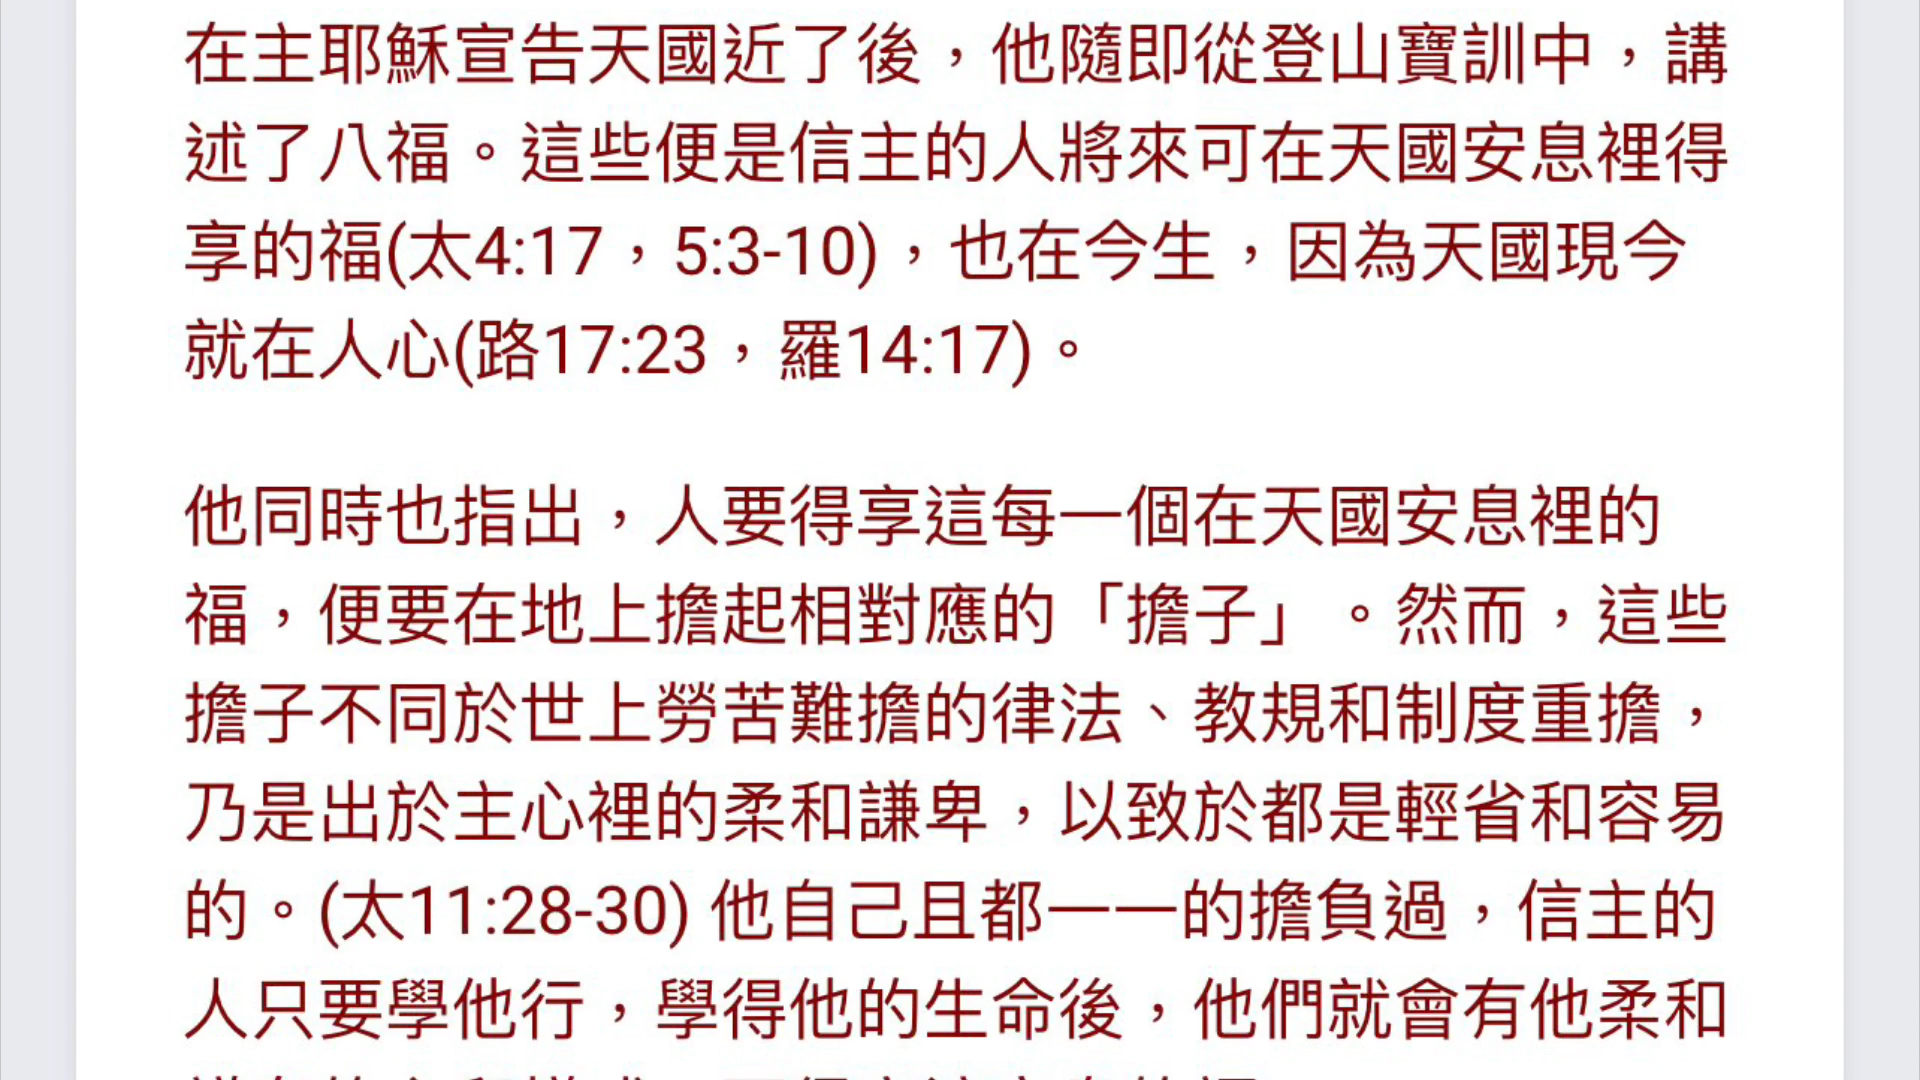 在主耶穌宣告天國近了後，他隨即從登山寶訓中，講
述了八福。這些便是信主的人將來可在天國安息裡得
享的福(太4:17，5:3-10)，也在今生，因為天國現今
就在人心(路17:23，羅14:17)。
他同時也指出，人要得享這每一個在天國安息裡的
福，便要在地上擔起相對應的「擔子」。然而，這些
擔子不同於世上勞苦難擔的律法、教規和制度重擔，
乃是出於主心裡的柔和謙卑，以致於都是輕省和容易
的。(太11:28-30) 他自己且都一一的擔負過，信主的
人只要學他行，學得他的生命後，他們就會有他柔和